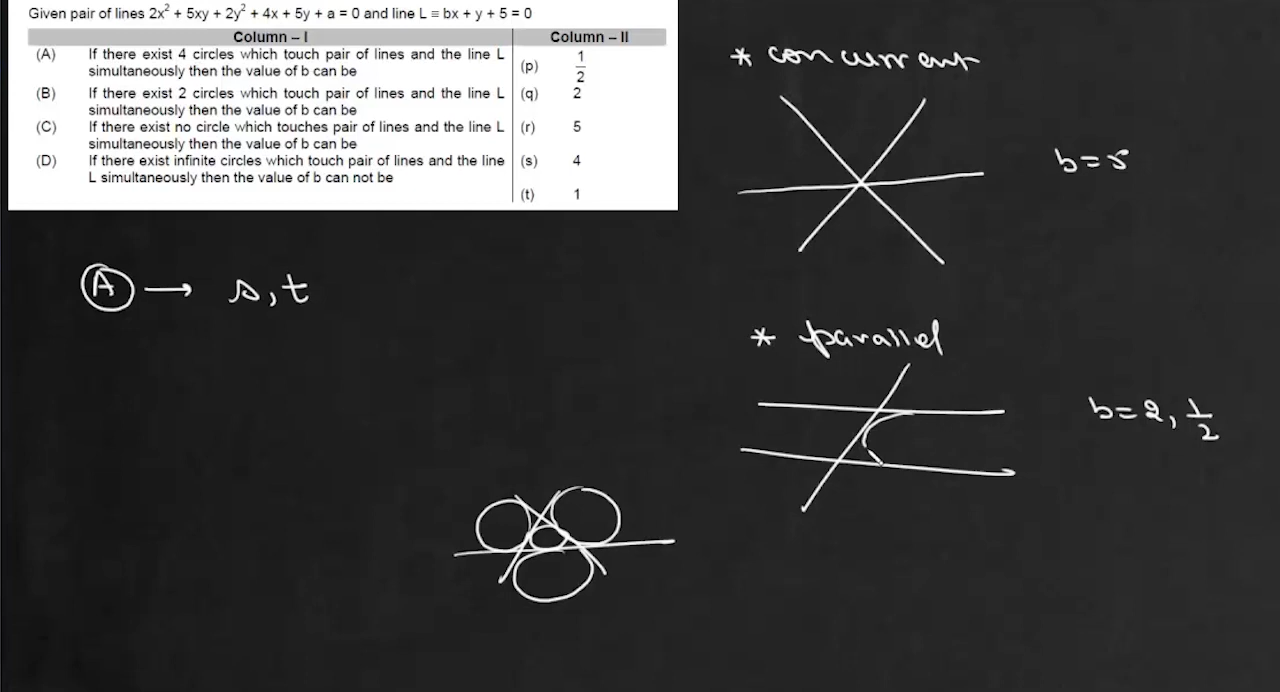 Given pair of lines 2x² + 5xy + 2y² + 4x + 5y + a = 0 and line L ≡ bx + y + 5 = 0
Column – I Column – II
(A) If there exist 4 circles which touch pair of lines and the line L
simultaneously then the value of b can be
(p) 1/2
(B) If there exist 2 circles which touch pair of lines and the line L
simultaneously then the value of b can be
(q) 2
(C) If there exist no circle which touches pair of lines and the line L
simultaneously then the value of b can be
(r) 5
(D) If there exist infinite circles which touch pair of lines and the line
L simultaneously then the value of b can not be
(s) 4
(t) 1
* concurrent
b=5
(A) → s,t
* parallel
b=2, 1/2